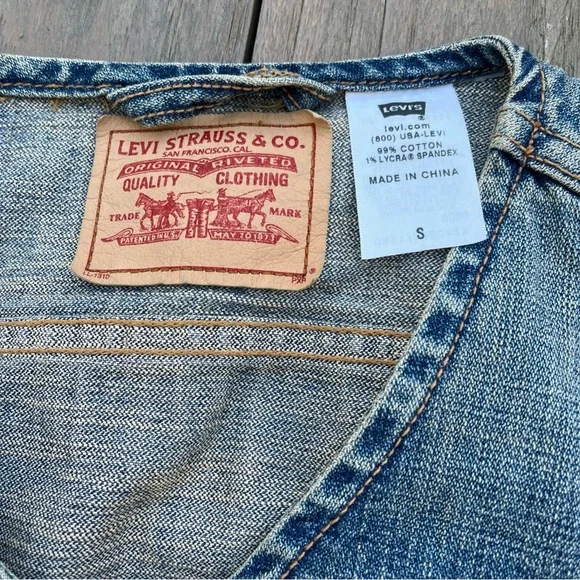 LEVI STRAUSS & CO.
SAN FRANCISCO, CAL.
ORIGINAL RIVETED
QUALITY CLOTHING
TRADE MARK
PATENTED IN U.S. MAY 20 1873
®
Levi's
®
levi.com
(800) USA-LEVI
99% COTTON
1% LYCRA® SPANDEX
MADE IN CHINA
S